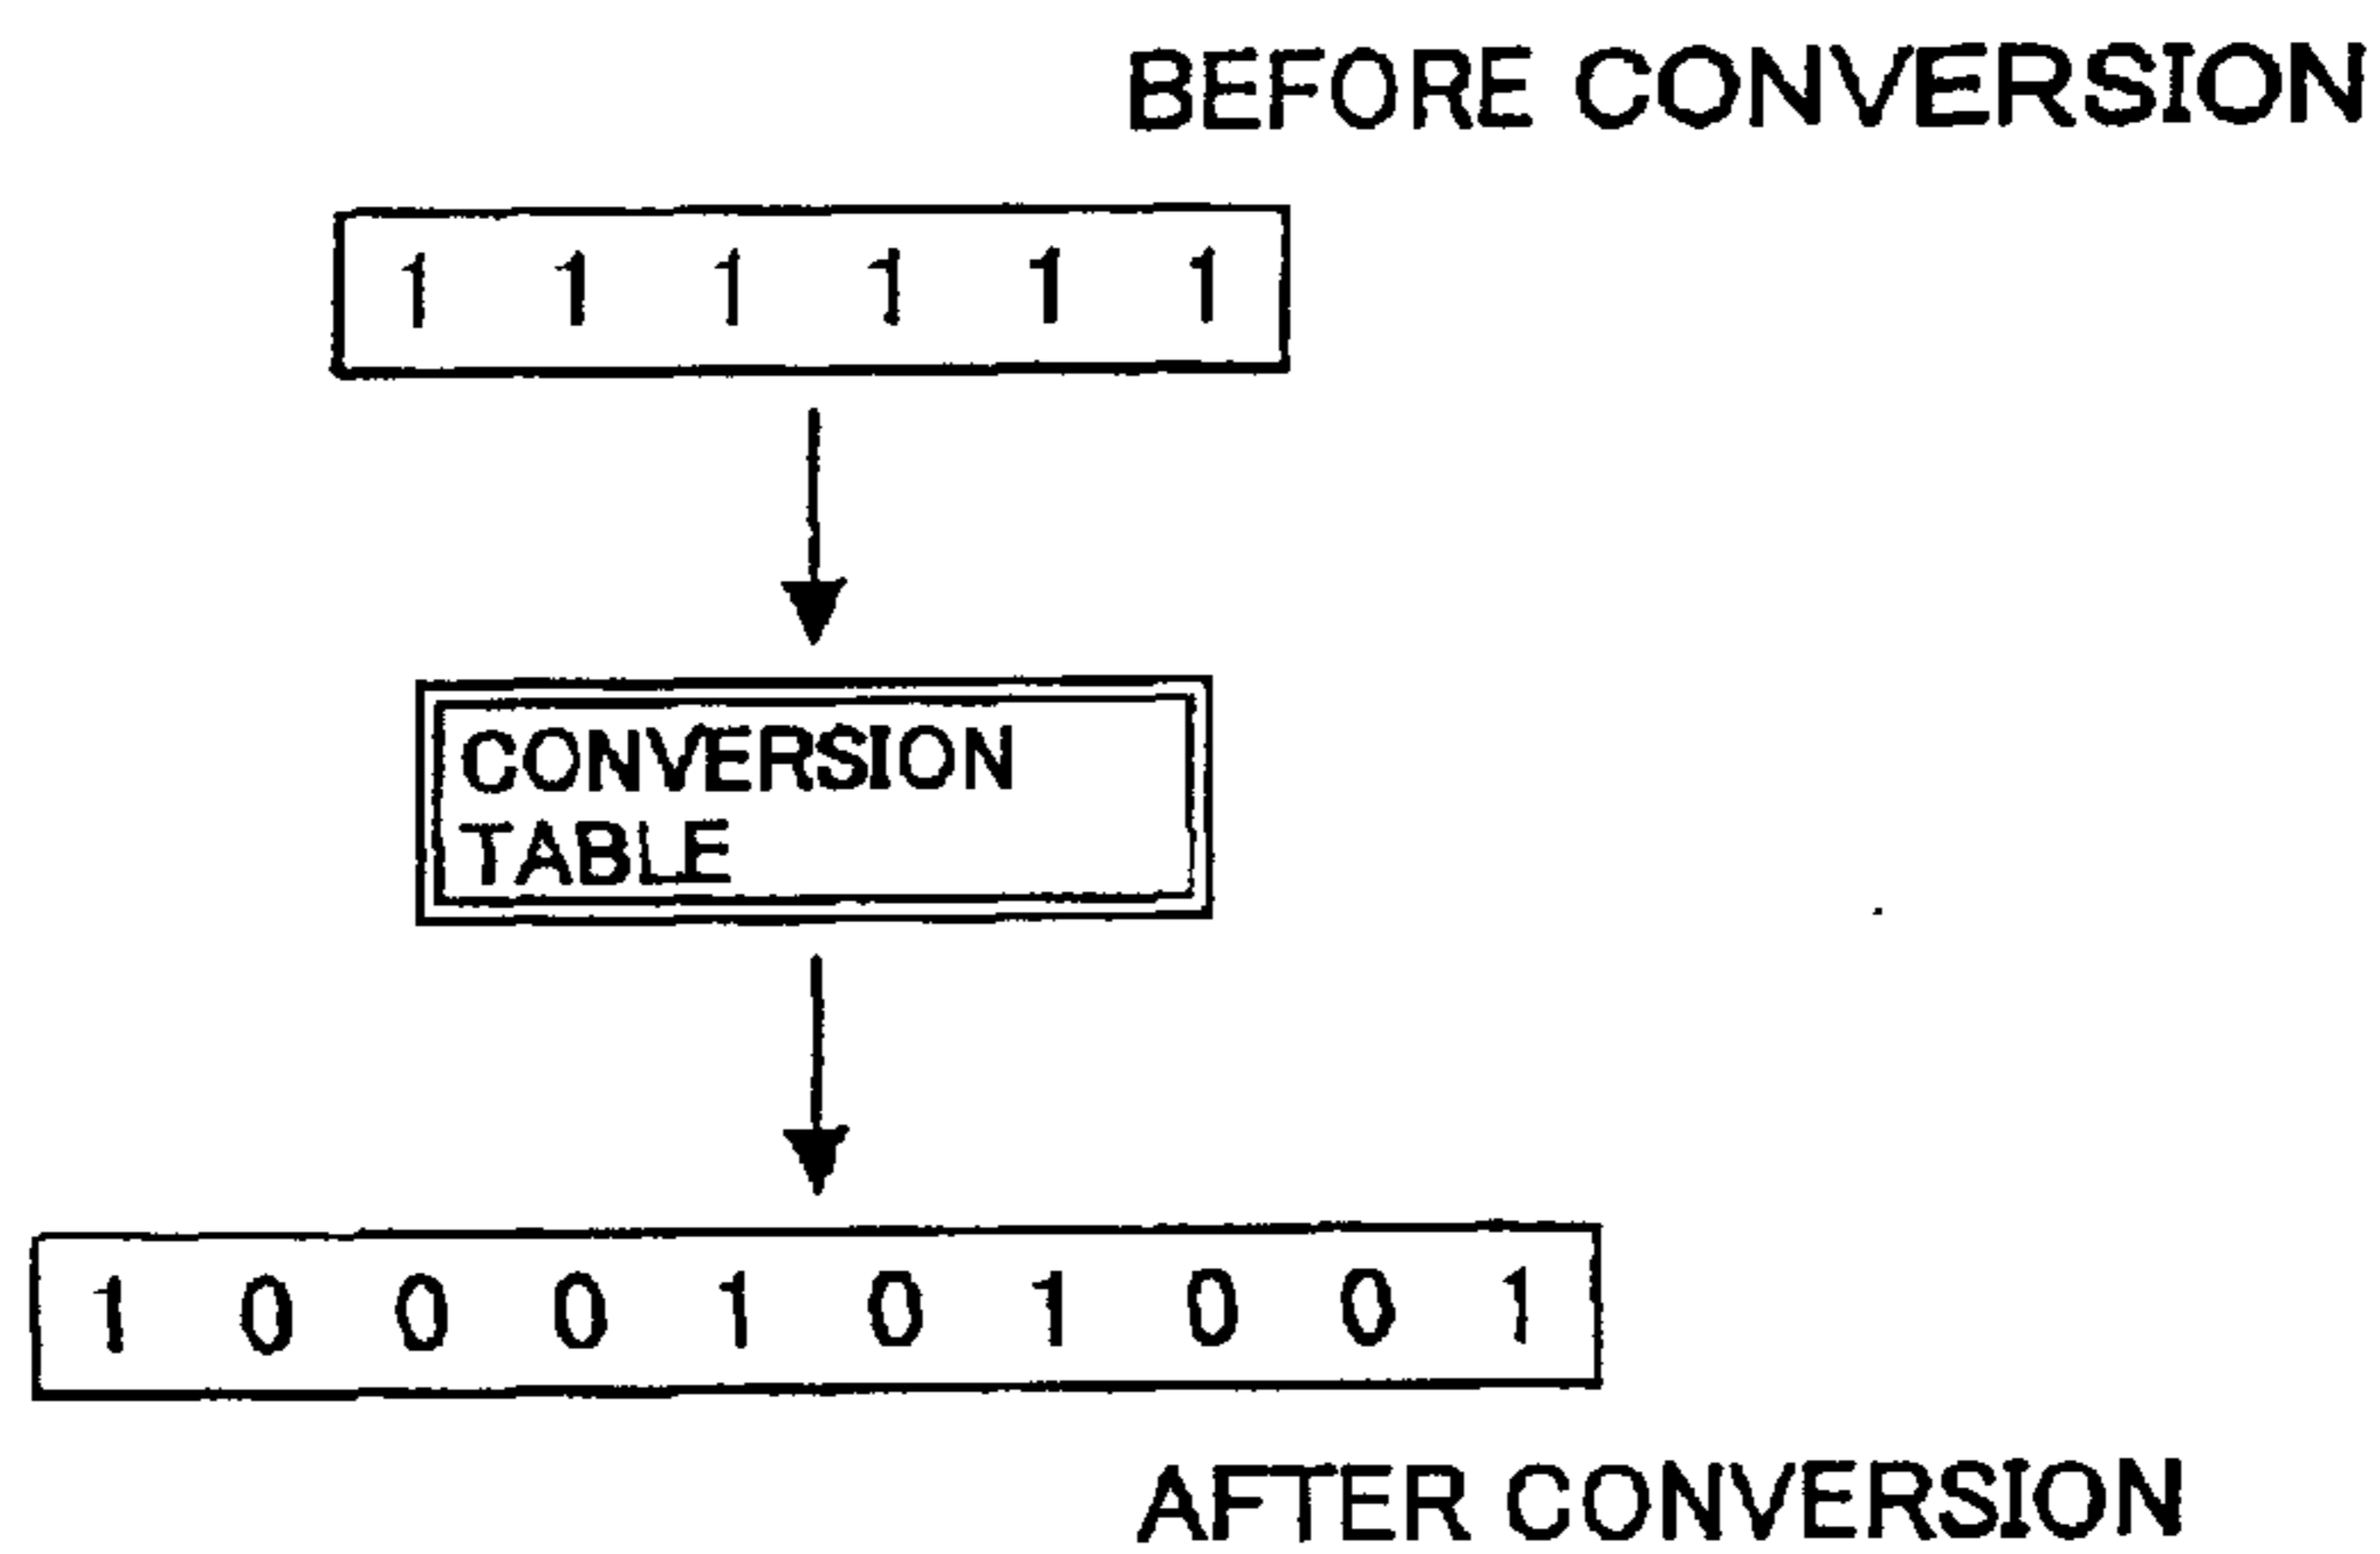 BEFORE CONVERSION
1 1 1 1 1 1
CONVERSION
TABLE
1 0 0 0 1 0 1 0 0 1
AFTER CONVERSION